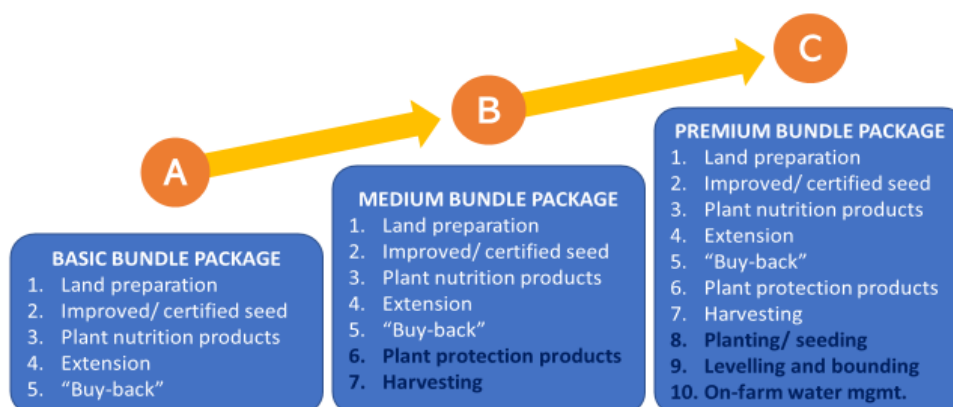 A
BASIC BUNDLE PACKAGE
1. Land preparation
2. Improved/ certified seed
3. Plant nutrition products
4. Extension
5. “Buy-back”
B
MEDIUM BUNDLE PACKAGE
1. Land preparation
2. Improved/ certified seed
3. Plant nutrition products
4. Extension
5. “Buy-back”
6. Plant protection products
7. Harvesting
C
PREMIUM BUNDLE PACKAGE
1. Land preparation
2. Improved/ certified seed
3. Plant nutrition products
4. Extension
5. “Buy-back”
6. Plant protection products
7. Harvesting
8. Planting/ seeding
9. Levelling and bounding
10. On-farm water mgmt.